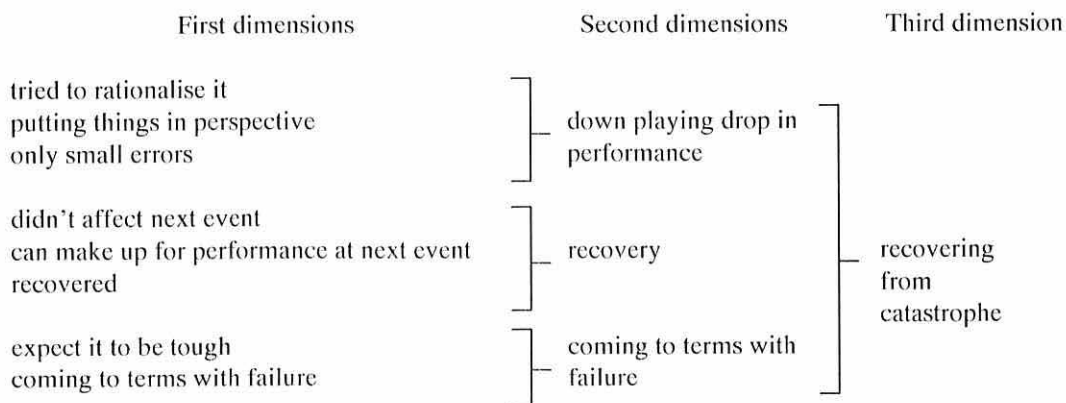 First dimensions Second dimensions Third dimension
tried to rationalise it
putting things in perspective
only small errors
down playing drop in
performance
didn't affect next event
can make up for performance at next event
recovered
recovery
recovering
from
catastrophe
expect it to be tough
coming to terms with failure
coming to terms with
failure